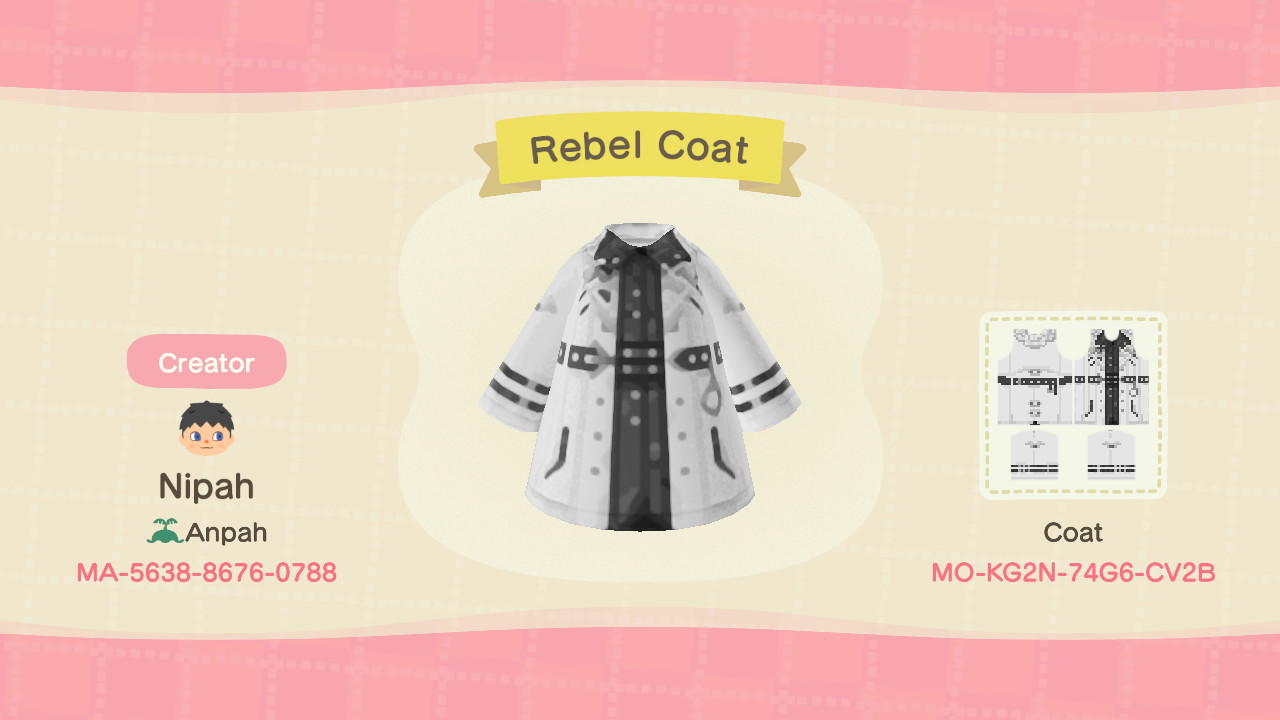 Rebel Coat
Creator
Nipah
Anpah
MA-5638-8676-0788
Coat
MO-KG2N-74G6-CV2B